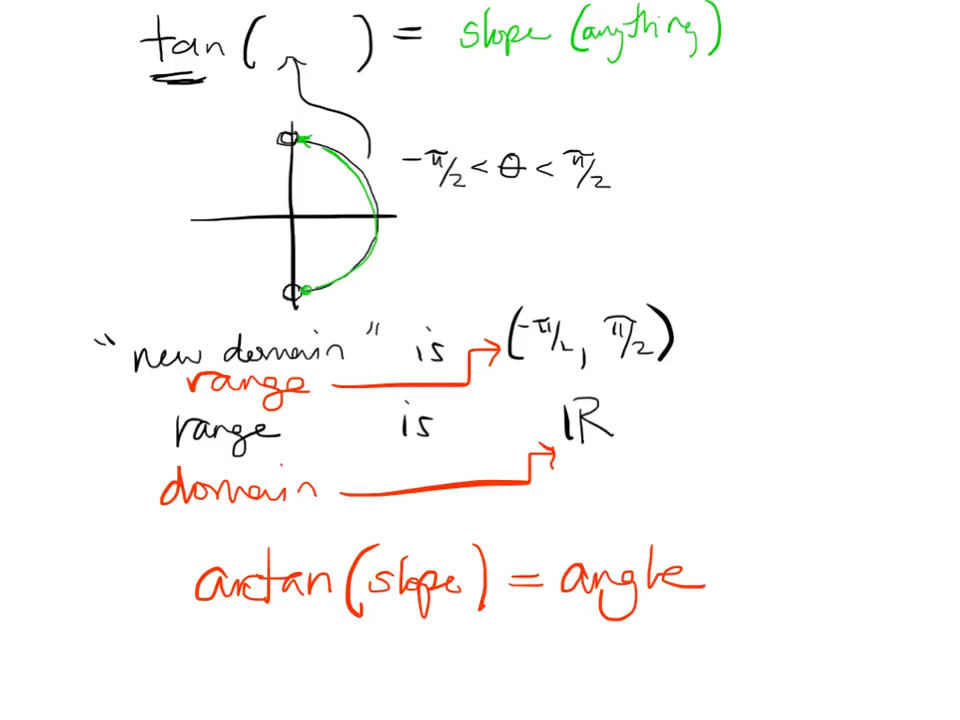 tan( ) = slope (anything)
-π/2 < θ < π/2
"new domain" is (-π/2, π/2)
range
range is ℝ
domain
arctan(slope) = angle